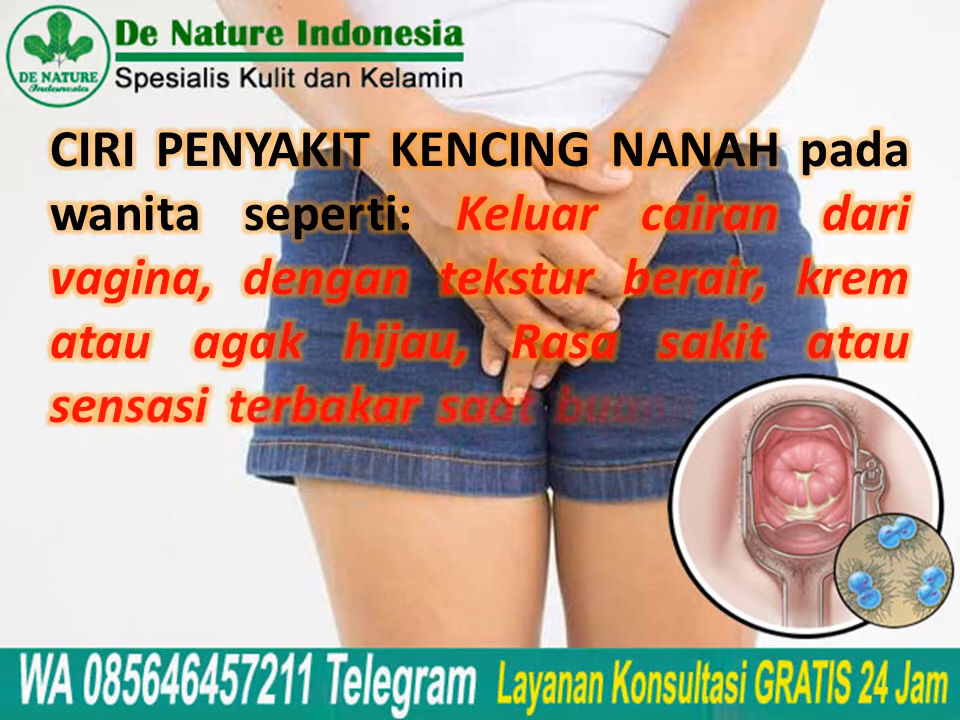 De Nature Indonesia
Spesialis Kulit dan Kelamin
DE NATURE
Indonesia
CIRI PENYAKIT KENCING NANAH pada
wanita seperti: Keluar cairan dari
vagina, dengan tekstur berair, krem
atau agak hijau, Rasa sakit atau
sensasi terbakar saat buang
WA 085646457211 Telegram Layanan Konsultasi GRATIS 24 Jam